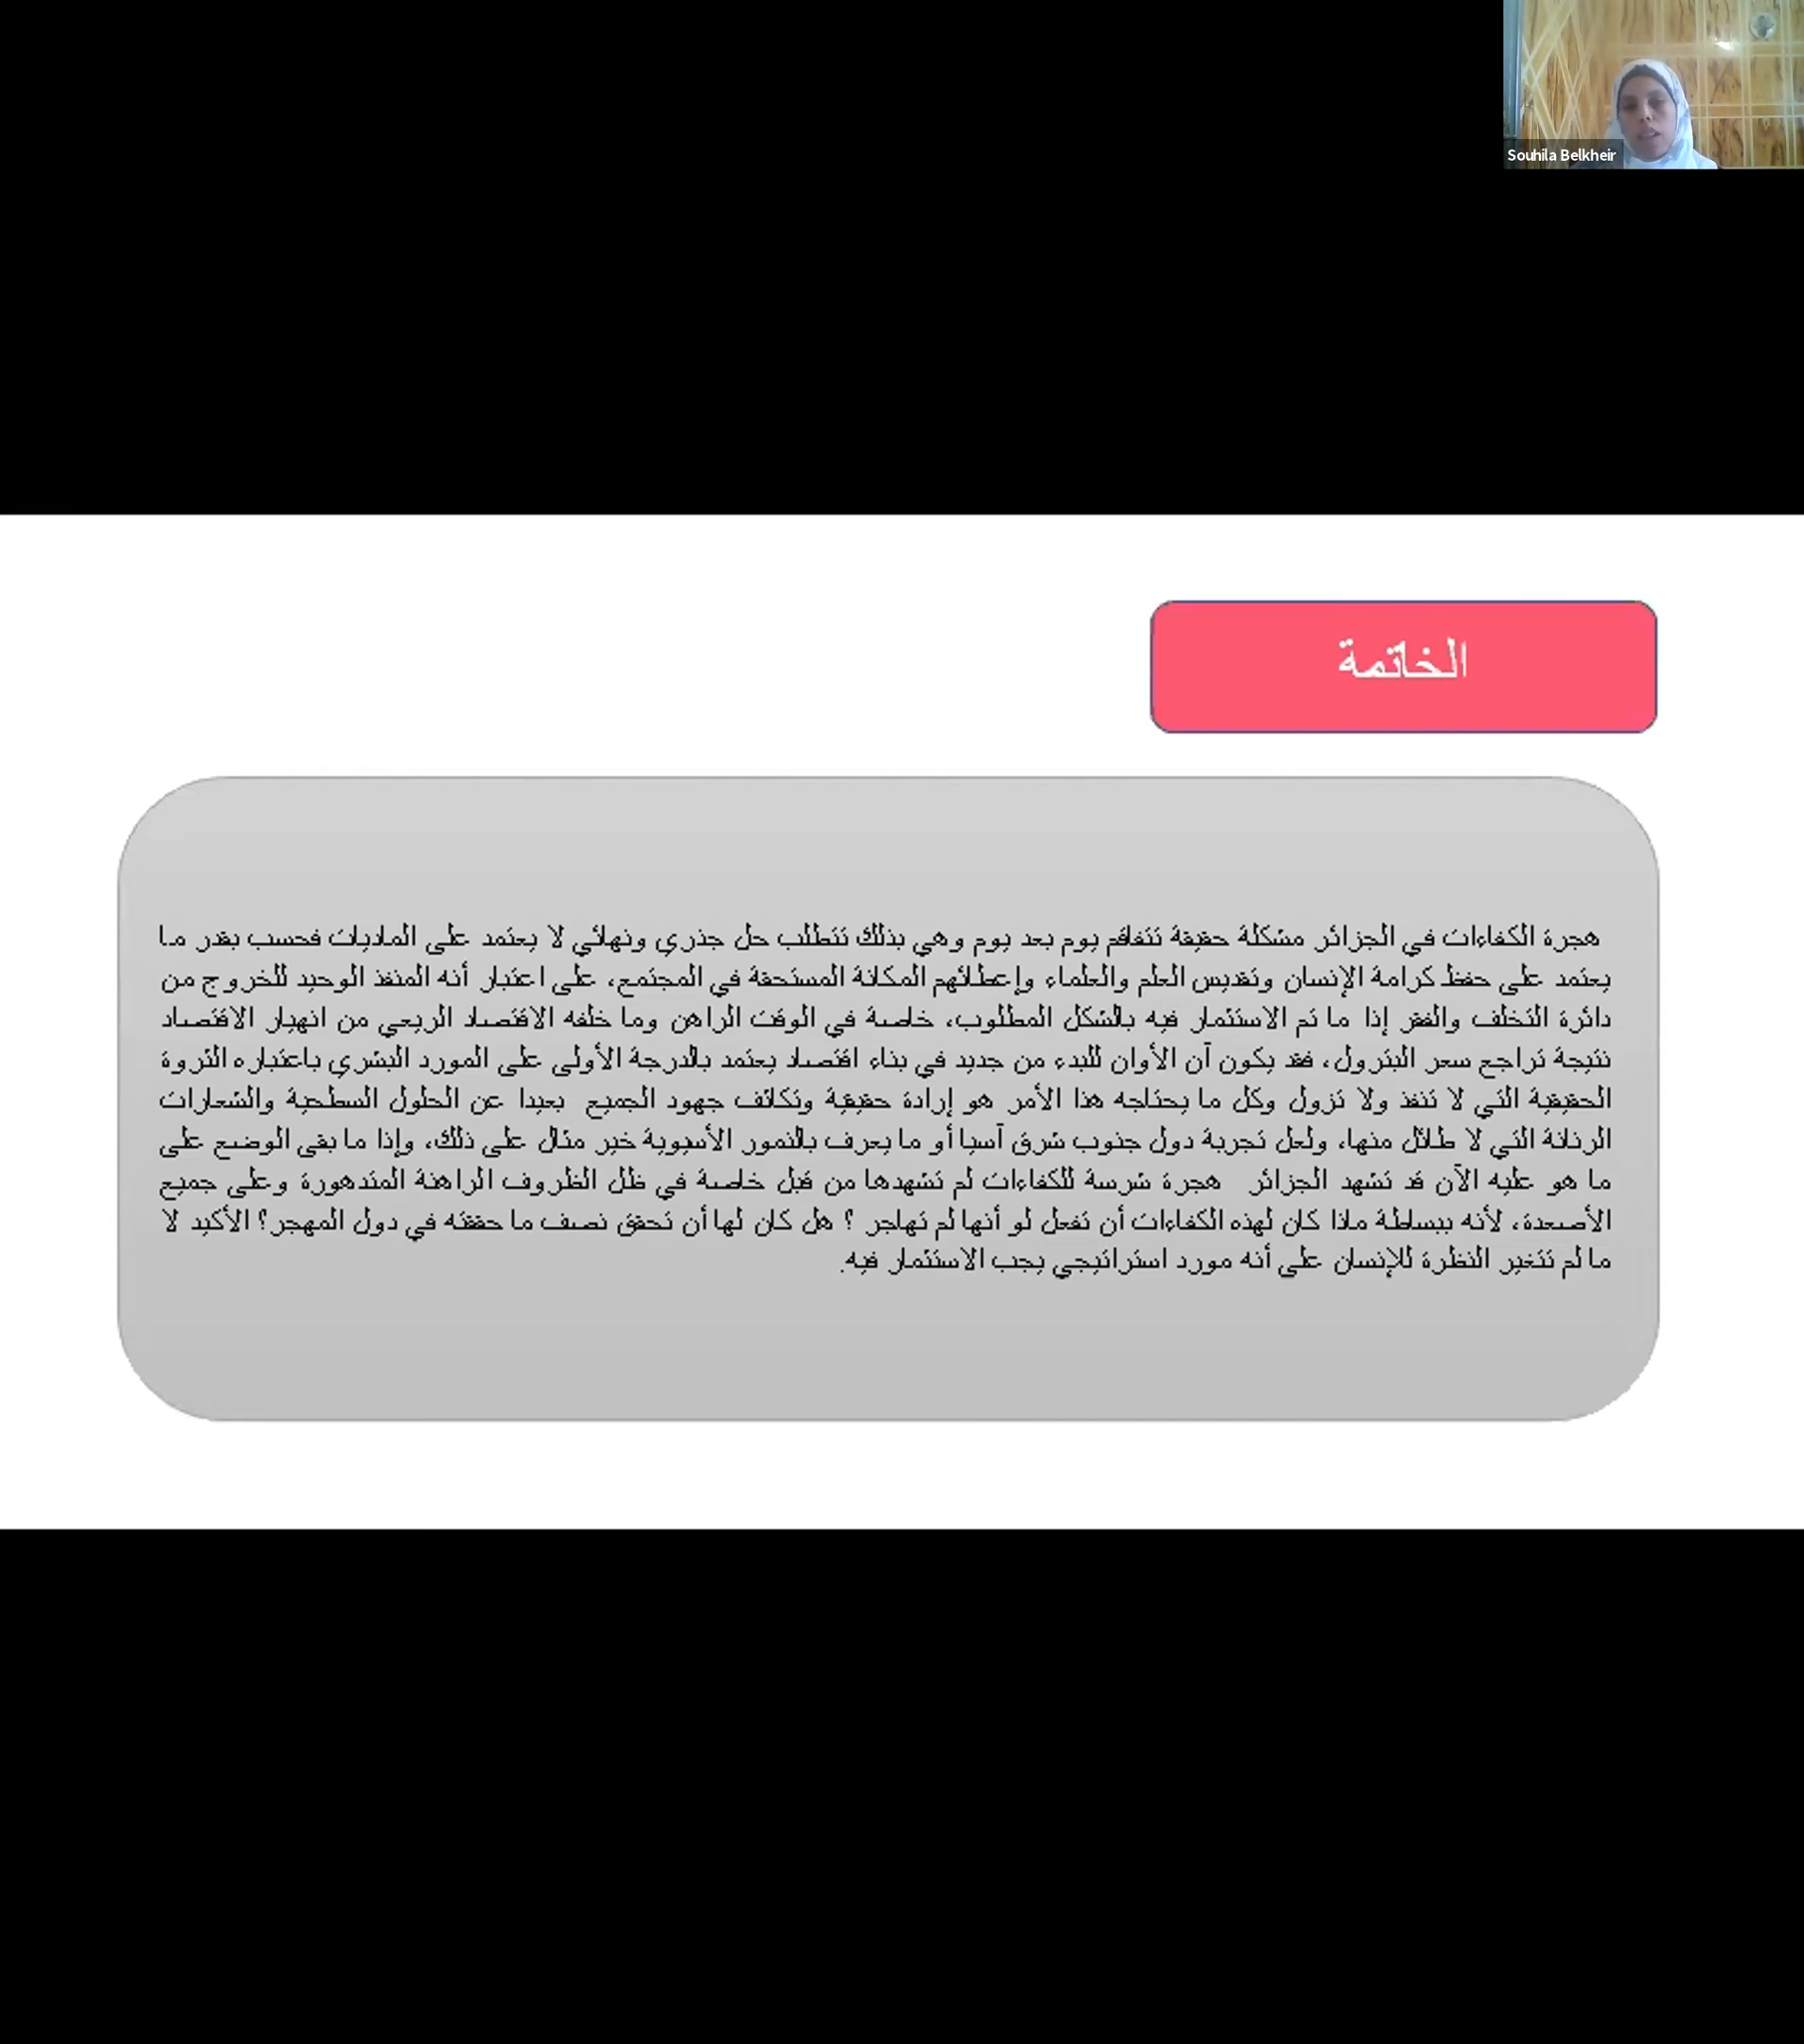 Souhila Belkheir
الخاتمة
هجرة الكفاءات في الجزائر مشكلة حقيقة تتفاقم يوم بعد يوم وهي بذلك تتطلب حل جذري ونهائي لا يعتمد على الماديات فحسب بقدر ما
يعتمد على حفظ كرامة الإنسان وتقديس العلم والعلماء وإعطائهم المكانة المستحقة في المجتمع، على اعتبار أنه المنفذ الوحيد للخروج من
دائرة التخلف والفقر إذا ما تم الاستثمار فيه بالشكل المطلوب، خاصة في الوقت الراهن وما خلفه الاقتصاد الريعي من انهيار الاقتصاد
نتيجة تراجع سعر البترول، فقد يكون آن الأوان للبدء من جديد في بناء اقتصاد يعتمد بالدرجة الأولى على المورد البشري باعتباره الثروة
الحقيقية التي لا تنفذ ولا تزول وكل ما يحتاجه هذا الأمر هو إرادة حقيقية وتكاثف جهود الجميع بعيدا عن الحلول السطحية والشعارات
الرنانة التي لا طائل منها، ولعل تجربة دول جنوب شرق آسيا أو ما يعرف بالنمور الأسيوية خير مثال على ذلك، وإذا ما بقى الوضع على
ما هو عليه الآن قد تشهد الجزائر هجرة شرسة للكفاءات لم تشهدها من قبل خاصة في ظل الظروف الراهنة المتدهورة وعلى جميع
الأصعدة، لأنه ببساطة ماذا كان لهذه الكفاءات أن تفعل لو أنها لم تهاجر ؟ هل كان لها أن تحقق نصف ما حققته في دول المهجر؟ الأكيد لا
ما لم تتغير النظرة للإنسان على أنه مورد استراتيجي يجب الاستثمار فيه.